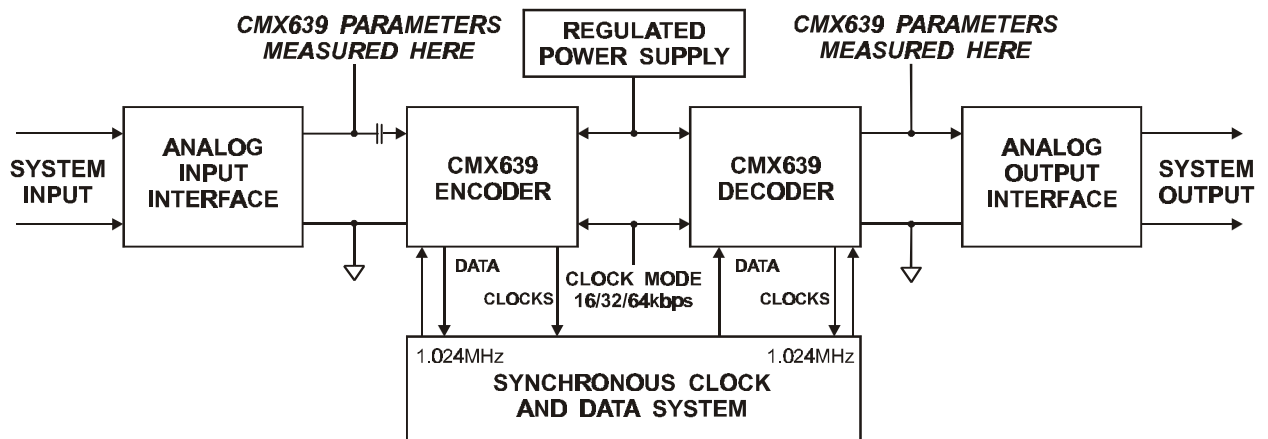 CMX639 PARAMETERS
MEASURED HERE
REGULATED
POWER SUPPLY
CMX639 PARAMETERS
MEASURED HERE
SYSTEM
INPUT
ANALOG
INPUT
INTERFACE
CMX639
ENCODER
CMX639
DECODER
ANALOG
OUTPUT
INTERFACE
SYSTEM
OUTPUT
DATA
CLOCKS
CLOCK MODE
16/32/64kbps
DATA
CLOCKS
1.024MHz
1.024MHz
SYNCHRONOUS CLOCK
AND DATA SYSTEM